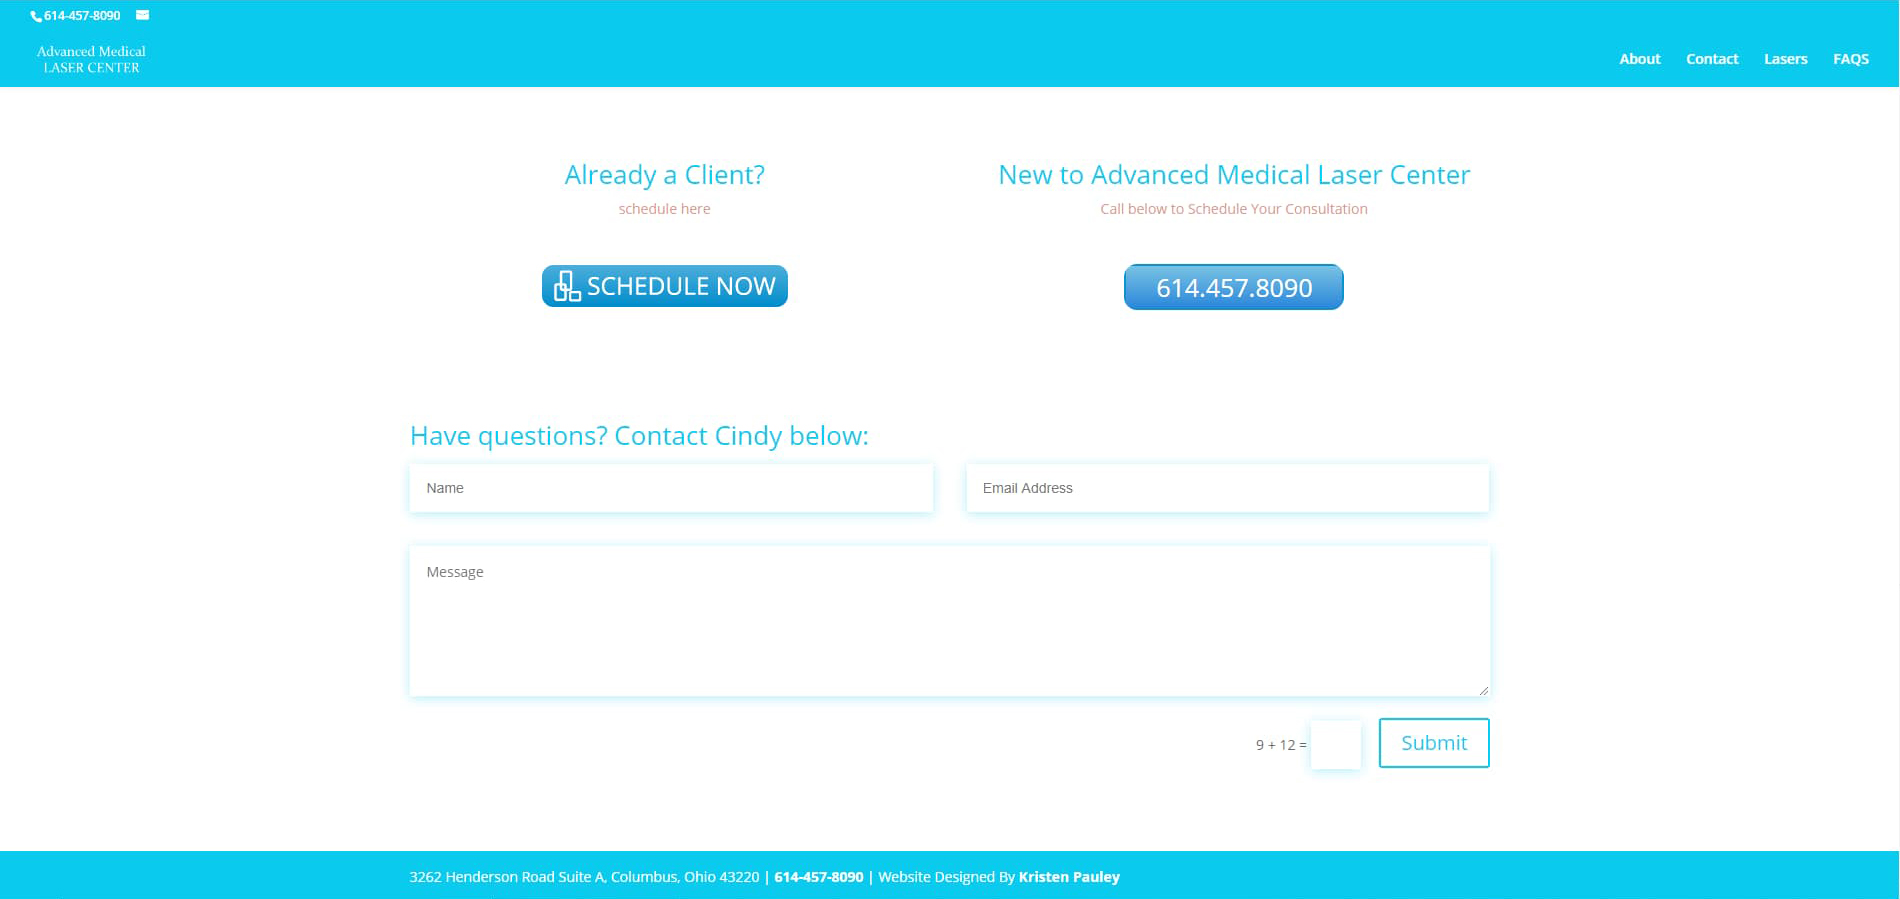 614-457-8090
Advanced Medical
LASER CENTER
About Contact Lasers FAQS
Already a Client?
schedule here
SCHEDULE NOW
New to Advanced Medical Laser Center
Call below to Schedule Your Consultation
614.457.8090
Have questions? Contact Cindy below:
Name
Email Address
Message
9 + 12 =
Submit
3262 Henderson Road Suite A, Columbus, Ohio 43220 | 614-457-8090 | Website Designed By Kristen Pauley